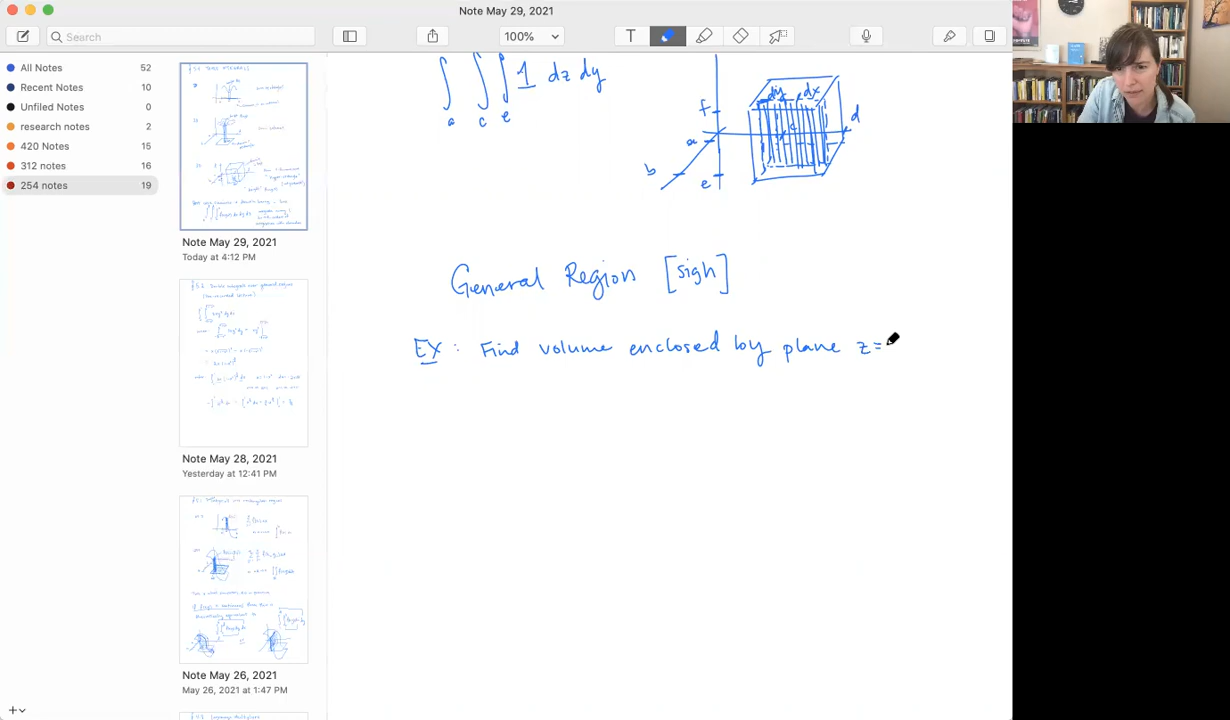 Note May 29, 2021
Search
100%
T
All Notes 52
Recent Notes 10
Unfiled Notes 0
research notes 2
420 Notes 15
312 notes 16
254 notes 19
Note May 29, 2021
Today at 4:12 PM
Note May 28, 2021
Yesterday at 12:41 PM
Note May 26, 2021
May 26, 2021 at 1:47 PM
∫ ∫ ∫ 1 dz dy
a c e
f
a
b
e
dy
dx
c
d
General Region [sigh]
EX: Find volume enclosed by plane z=